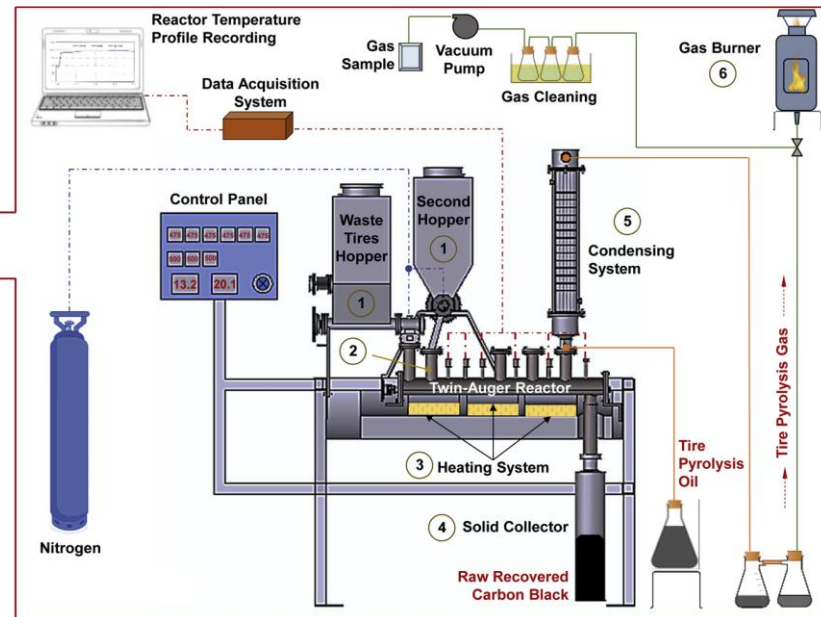 Reactor Temperature
Profile Recording
Data Acquisition
System
Gas
Sample
Vacuum
Pump
Gas Cleaning
Gas Burner
6
Control Panel
475 475 475 475 475 475
500 500 500
13.2 20.1
Waste
Tires
Hopper
1
Second
Hopper
1
5
Condensing
System
2
Twin-Auger Reactor
3 Heating System
4 Solid Collector
Raw Recovered
Carbon Black
Tire
Pyrolysis
Oil
Tire Pyrolysis Gas
Nitrogen